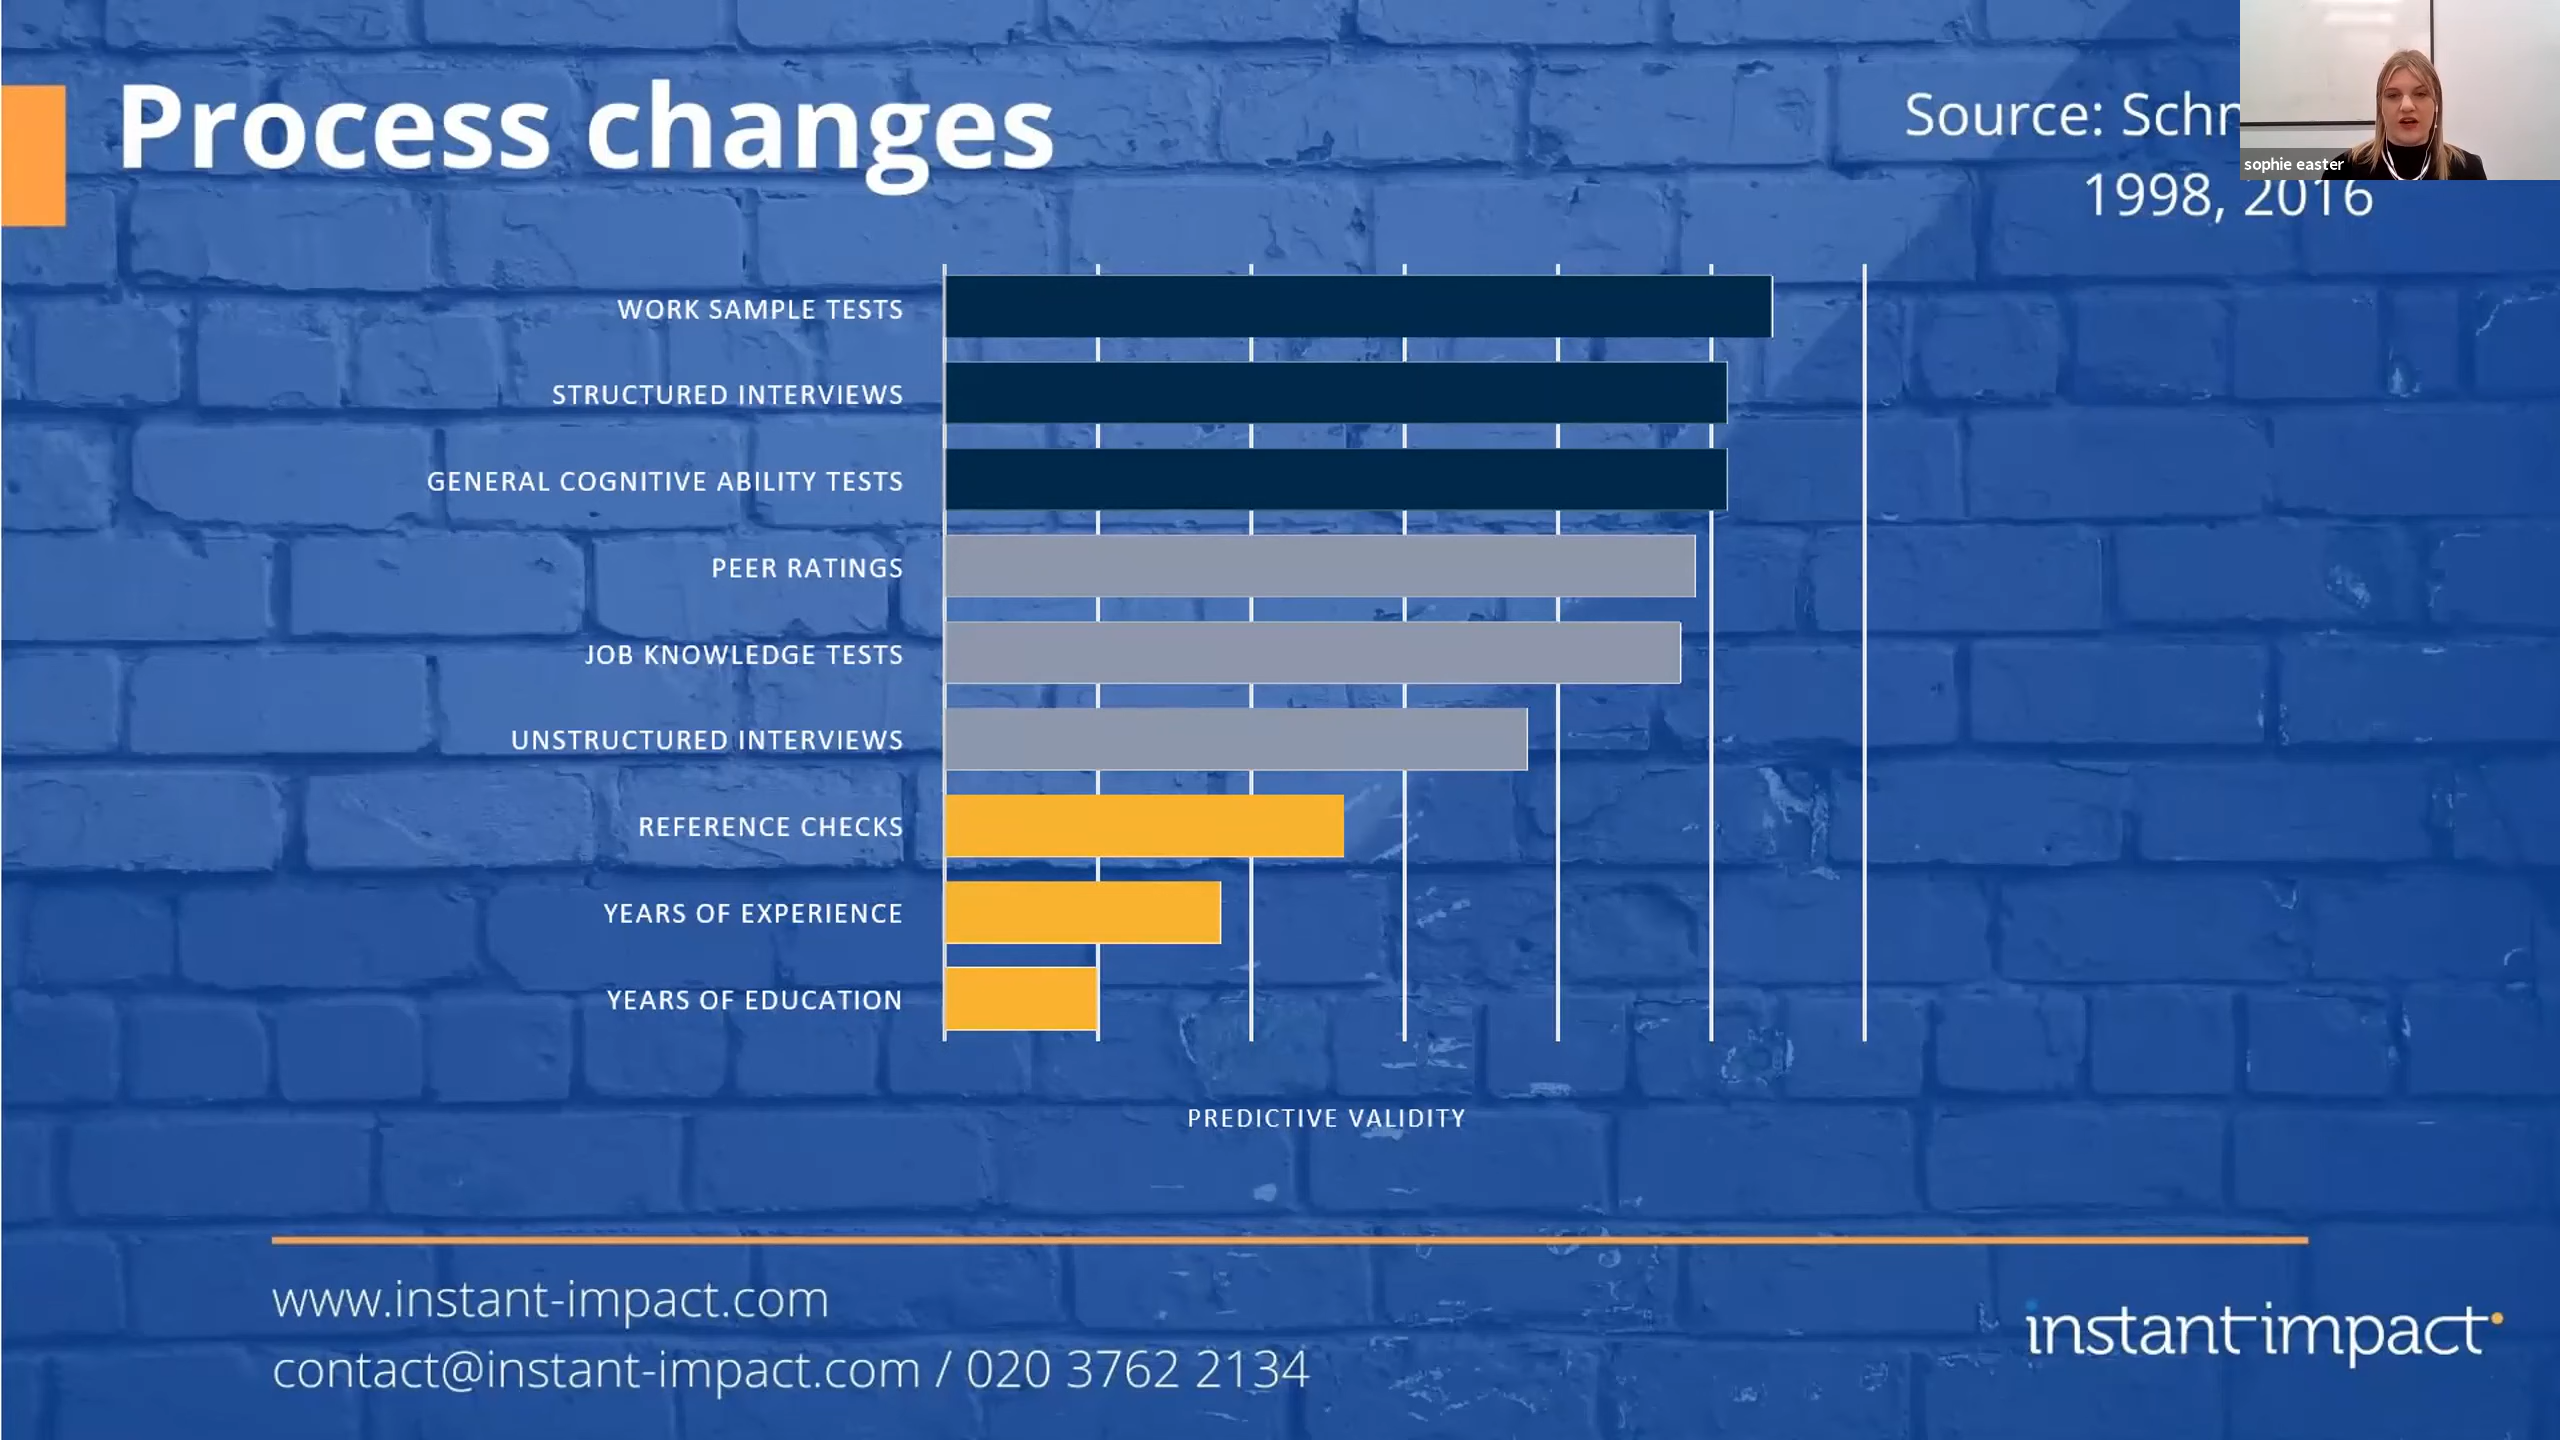 Process changes
Source:
1998, 2016
sophie easter
WORK SAMPLE TESTS
STRUCTURED INTERVIEWS
GENERAL COGNITIVE ABILITY TESTS
PEER RATINGS
JOB KNOWLEDGE TESTS
UNSTRUCTURED INTERVIEWS
REFERENCE CHECKS
YEARS OF EXPERIENCE
YEARS OF EDUCATION
PREDICTIVE VALIDITY
www.instant-impact.com
contact@instant-impact.com / 020 3762 2134
instant impact